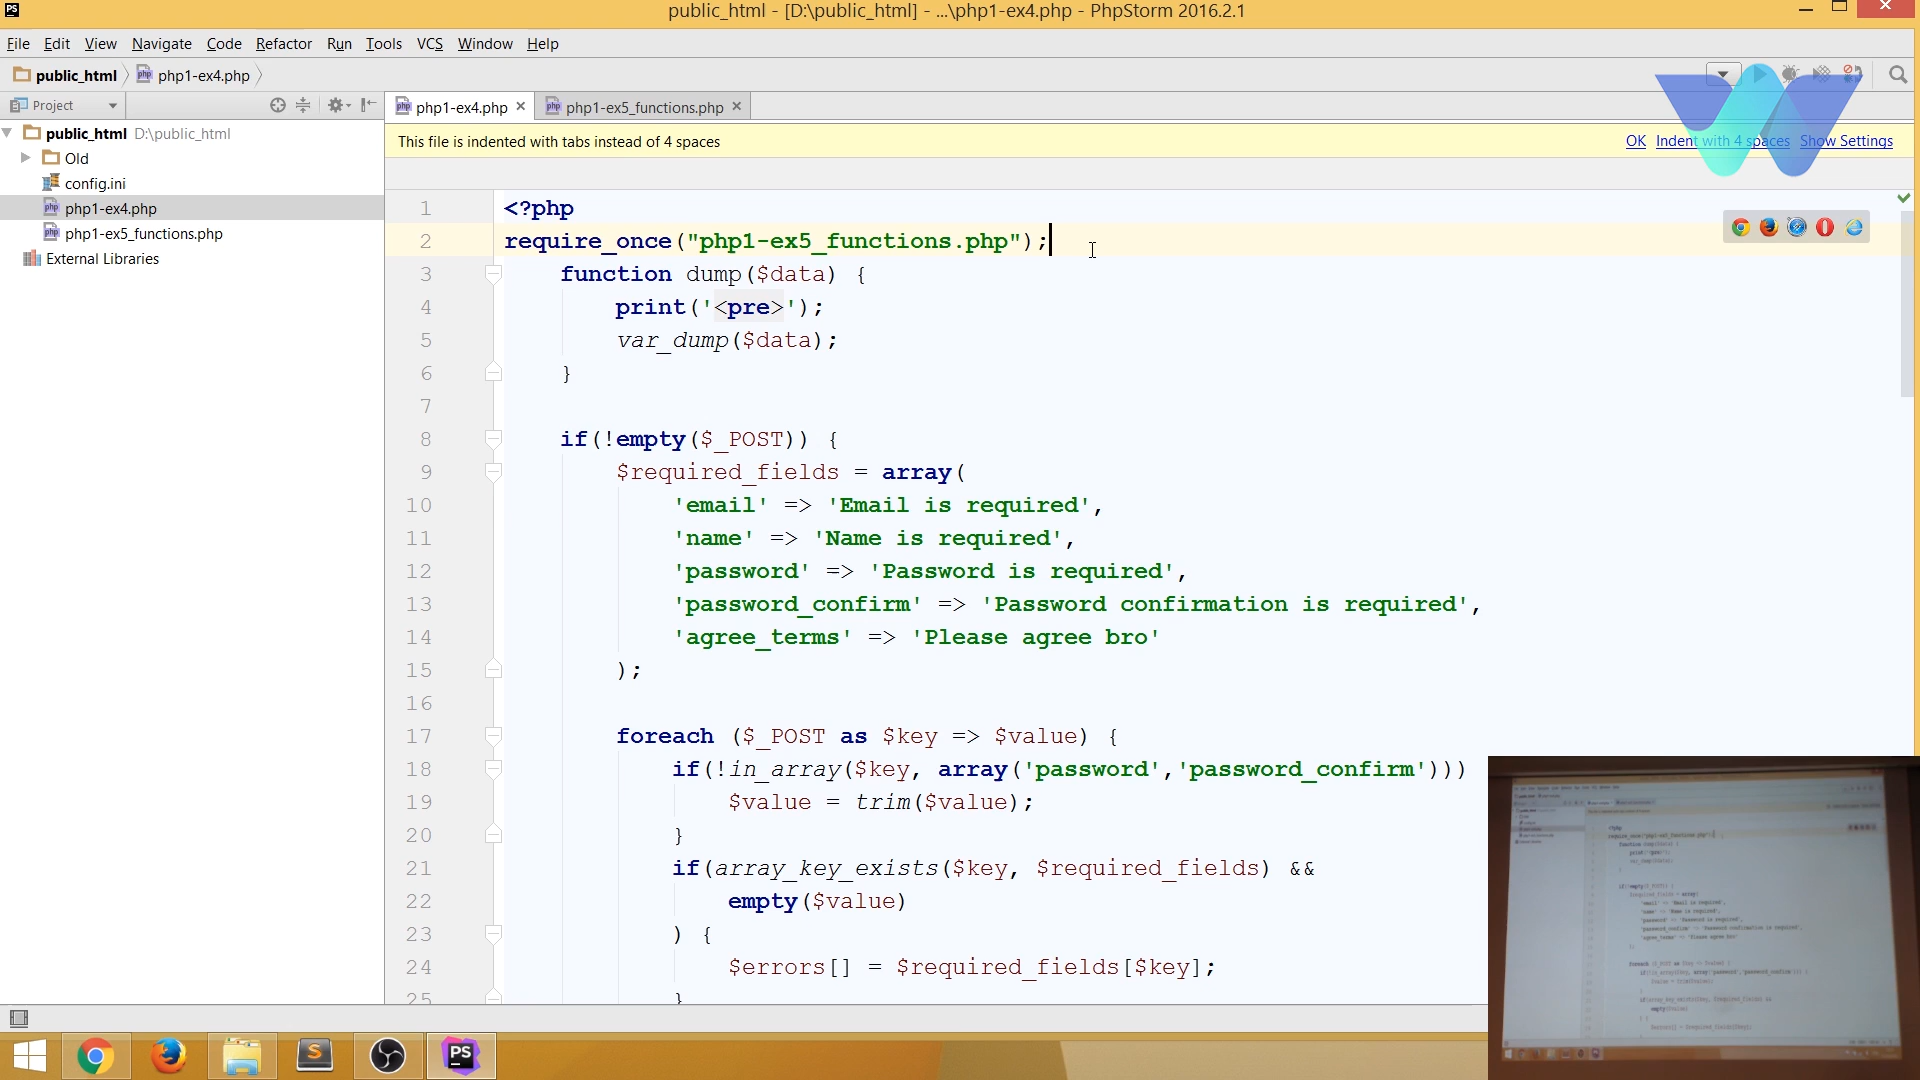 PS
public_html - [D:\public_html] - ...\php1-ex4.php - PhpStorm 2016.2.1
File Edit View Navigate Code Refactor Run Tools VCS Window Help
public_html php1-ex4.php
Project
php1-ex4.php php1-ex5_functions.php
public_html D:\public_html
Old
config.ini
php1-ex4.php
php1-ex5_functions.php
External Libraries
This file is indented with tabs instead of 4 spaces
OK Indent with 4 spaces Show Settings
1 <?php
2 require_once("php1-ex5_functions.php");
3 function dump($data) {
4 print('<pre>');
5 var_dump($data);
6 }
7
8 if(!empty($_POST)) {
9 $required_fields = array(
10 'email' => 'Email is required',
11 'name' => 'Name is required',
12 'password' => 'Password is required',
13 'password_confirm' => 'Password confirmation is required',
14 'agree_terms' => 'Please agree bro'
15 );
16
17 foreach ($_POST as $key => $value) {
18 if(!in_array($key, array('password','password_confirm')))
19 $value = trim($value);
20 }
21 if(array_key_exists($key, $required_fields) &&
22 empty($value)
23 ) {
24 $errors[] = $required_fields[$key];
25 }
S
PS